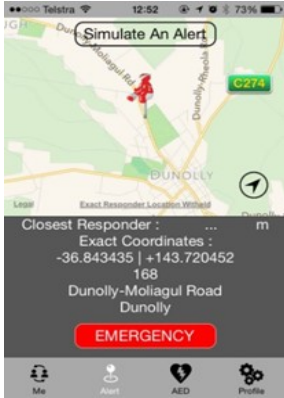 Telstra 12:52 73%
Simulate An Alert
Dunolly-Moliagul Rd
Dunolly-Rheola Rd
C274
DUNOLLY
Legal Exact Responder Location Witheld
Closest Responder : ... m
Exact Coordinates :
-36.843435 | +143.720452
168
Dunolly-Moliagul Road
Dunolly
EMERGENCY
Me Alert AED Profile